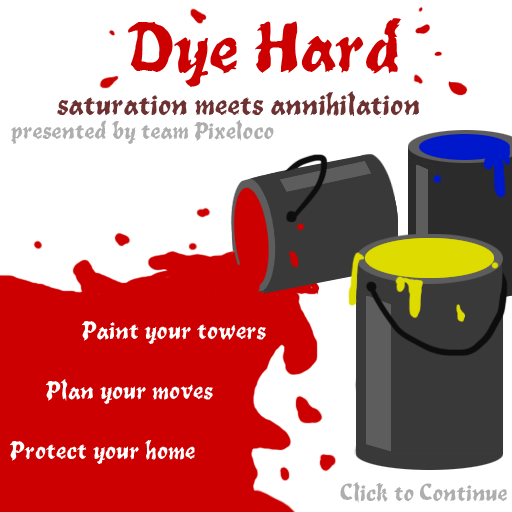 Dye Hard
saturation meets annihilation
presented by team Pixeloco
Paint your towers
Plan your moves
Protect your home
Click to Continue